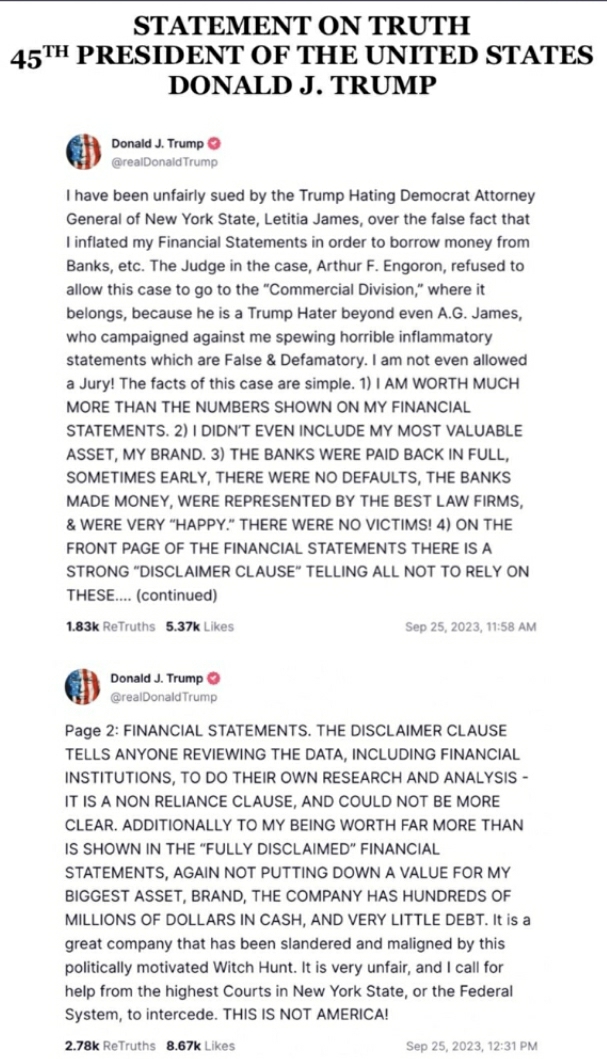 STATEMENT ON TRUTH
45TH PRESIDENT OF THE UNITED STATES
DONALD J. TRUMP
Donald J. Trump
@realDonaldTrump
I have been unfairly sued by the Trump Hating Democrat Attorney
General of New York State, Letitia James, over the false fact that
I inflated my Financial Statements in order to borrow money from
Banks, etc. The Judge in the case, Arthur F. Engoron, refused to
allow this case to go to the “Commercial Division,” where it
belongs, because he is a Trump Hater beyond even A.G. James,
who campaigned against me spewing horrible inflammatory
statements which are False & Defamatory. I am not even allowed
a Jury! The facts of this case are simple. 1) I AM WORTH MUCH
MORE THAN THE NUMBERS SHOWN ON MY FINANCIAL
STATEMENTS. 2) I DIDN’T EVEN INCLUDE MY MOST VALUABLE
ASSET, MY BRAND. 3) THE BANKS WERE PAID BACK IN FULL,
SOMETIMES EARLY, THERE WERE NO DEFAULTS, THE BANKS
MADE MONEY, WERE REPRESENTED BY THE BEST LAW FIRMS,
& WERE VERY “HAPPY.” THERE WERE NO VICTIMS! 4) ON THE
FRONT PAGE OF THE FINANCIAL STATEMENTS THERE IS A
STRONG “DISCLAIMER CLAUSE” TELLING ALL NOT TO RELY ON
THESE.... (continued)
1.83k ReTruths 5.37k Likes Sep 25, 2023, 11:58 AM
Donald J. Trump
@realDonaldTrump
Page 2: FINANCIAL STATEMENTS. THE DISCLAIMER CLAUSE
TELLS ANYONE REVIEWING THE DATA, INCLUDING FINANCIAL
INSTITUTIONS, TO DO THEIR OWN RESEARCH AND ANALYSIS -
IT IS A NON RELIANCE CLAUSE, AND COULD NOT BE MORE
CLEAR. ADDITIONALLY TO MY BEING WORTH FAR MORE THAN
IS SHOWN IN THE “FULLY DISCLAIMED” FINANCIAL
STATEMENTS, AGAIN NOT PUTTING DOWN A VALUE FOR MY
BIGGEST ASSET, BRAND, THE COMPANY HAS HUNDREDS OF
MILLIONS OF DOLLARS IN CASH, AND VERY LITTLE DEBT. It is a
great company that has been slandered and maligned by this
politically motivated Witch Hunt. It is very unfair, and I call for
help from the highest Courts in New York State, or the Federal
System, to intercede. THIS IS NOT AMERICA!
2.78k ReTruths 8.67k Likes Sep 25, 2023, 12:31 PM